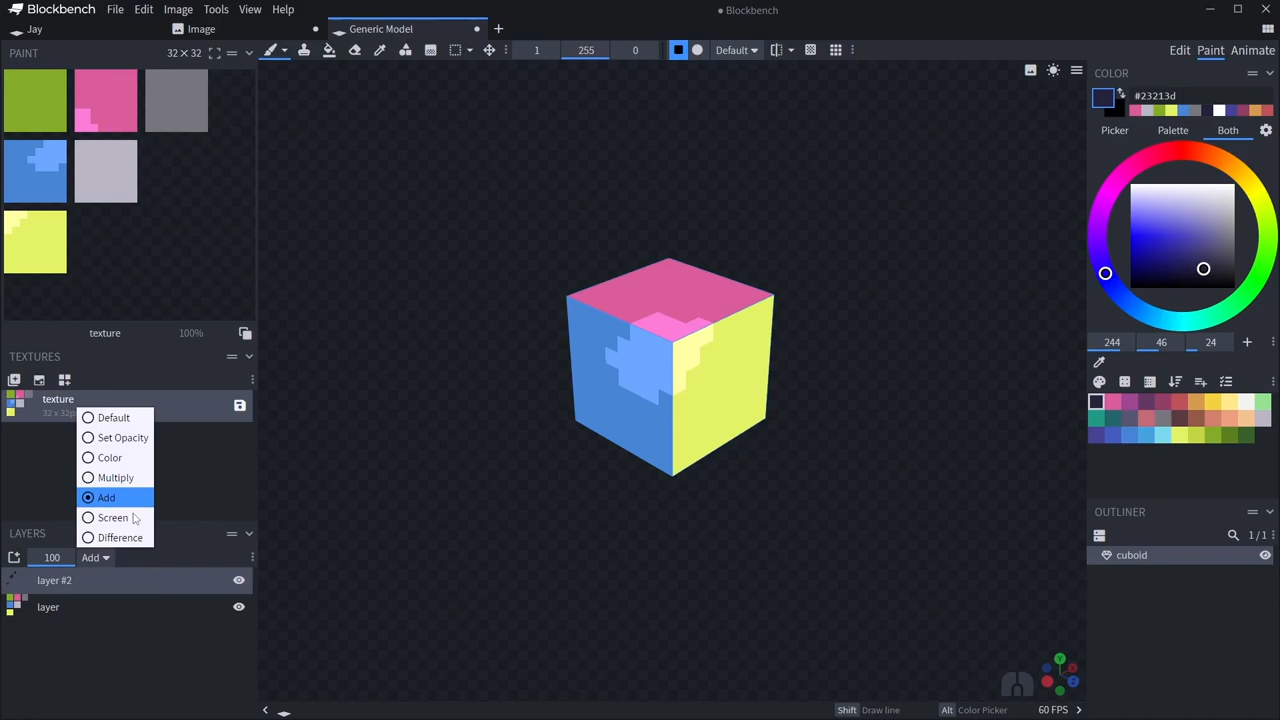 Blockbench File Edit Image Tools View Help
Blockbench
Jay Image Generic Model
PAINT 32 × 32
1 255 0 Default
Edit Paint Animate
COLOR
#23213d
Picker Palette Both
texture 100%
244 46 24
TEXTURES
texture
32 x 32p
Default
Set Opacity
Color
Multiply
Add
Screen
Difference
LAYERS
100 Add
layer #2
layer
OUTLINER
1/1
cuboid
Shift Draw line Alt Color Picker 60 FPS
Y
X
Z